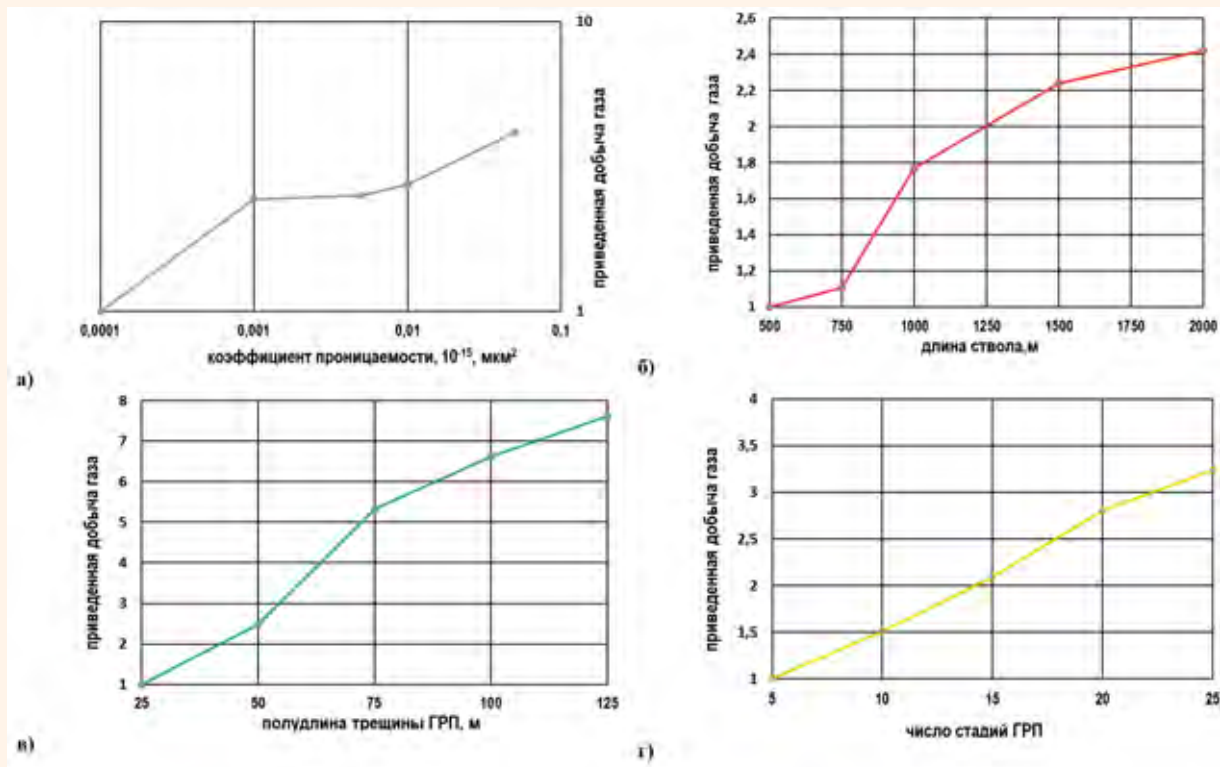 10
приведенная добыча газа
1
0,0001 0,001 0,01 0,1
коэффициент проницаемости, 10⁻¹⁵, мкм²
а)
2,6
2,4
2,2
2
1,8
1,6
1,4
1,2
1
приведенная добыча газа
500 750 1000 1250 1500 1750 2000
длина ствола,м
б)
8
7
6
5
4
3
2
1
приведенная добыча газа
25 50 75 100 125
полудлина трещины ГРП, м
в)
4
3,5
3
2,5
2
1,5
1
приведенная добыча газа
5 10 15 20 25
число стадий ГРП
г)